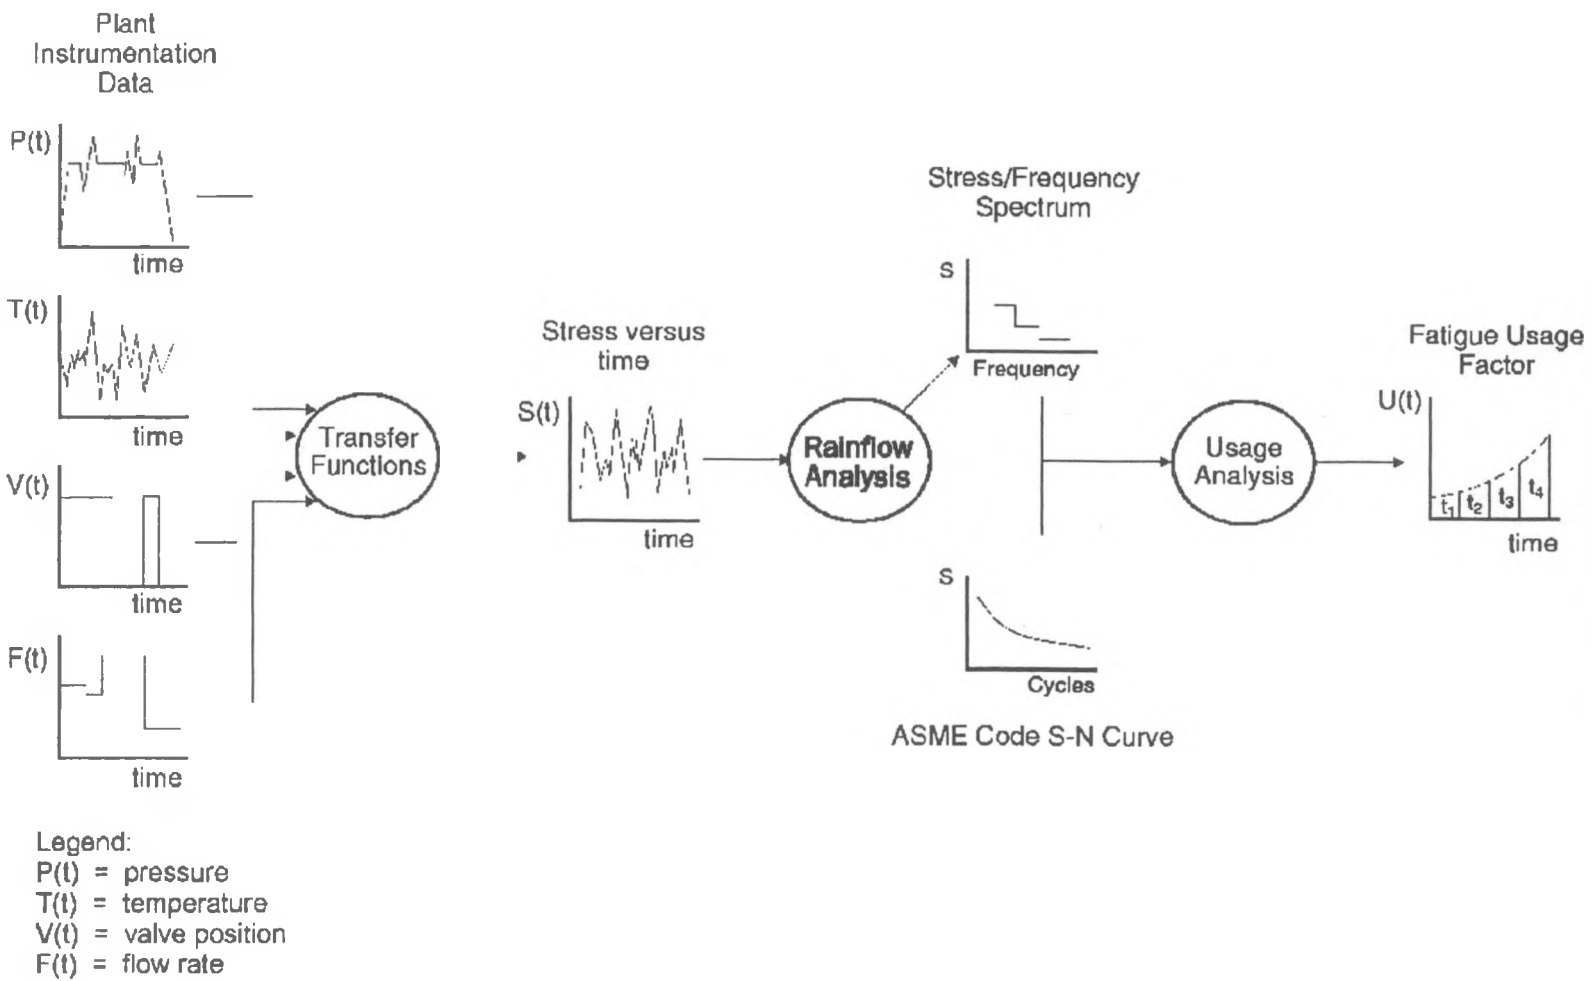 Plant
Instrumentation
Data
P(t)
time
T(t)
time
V(t)
time
F(t)
time
Transfer
Functions
Stress versus
time
S(t)
time
Rainflow
Analysis
Stress/Frequency
Spectrum
S
Frequency
S
Cycles
ASME Code S-N Curve
Usage
Analysis
Fatigue Usage
Factor
U(t)
t1 t2 t3 t4
time
Legend:
P(t) = pressure
T(t) = temperature
V(t) = valve position
F(t) = flow rate